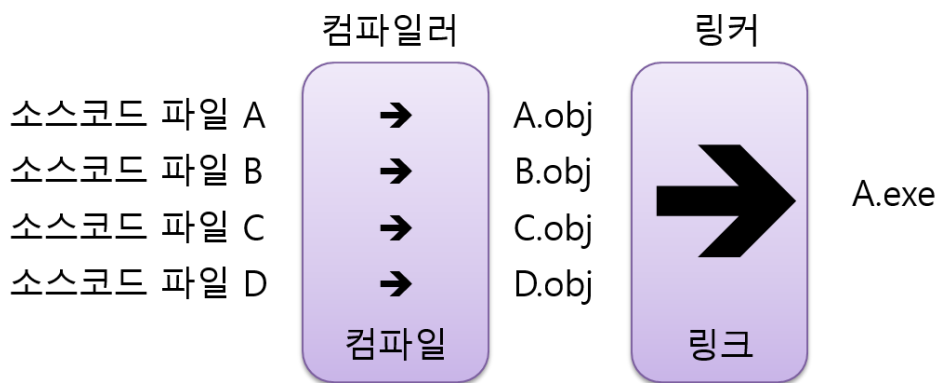 컴파일러
링커
소스코드 파일 A
A.obj
소스코드 파일 B
B.obj
소스코드 파일 C
C.obj
소스코드 파일 D
D.obj
A.exe
컴파일
링크